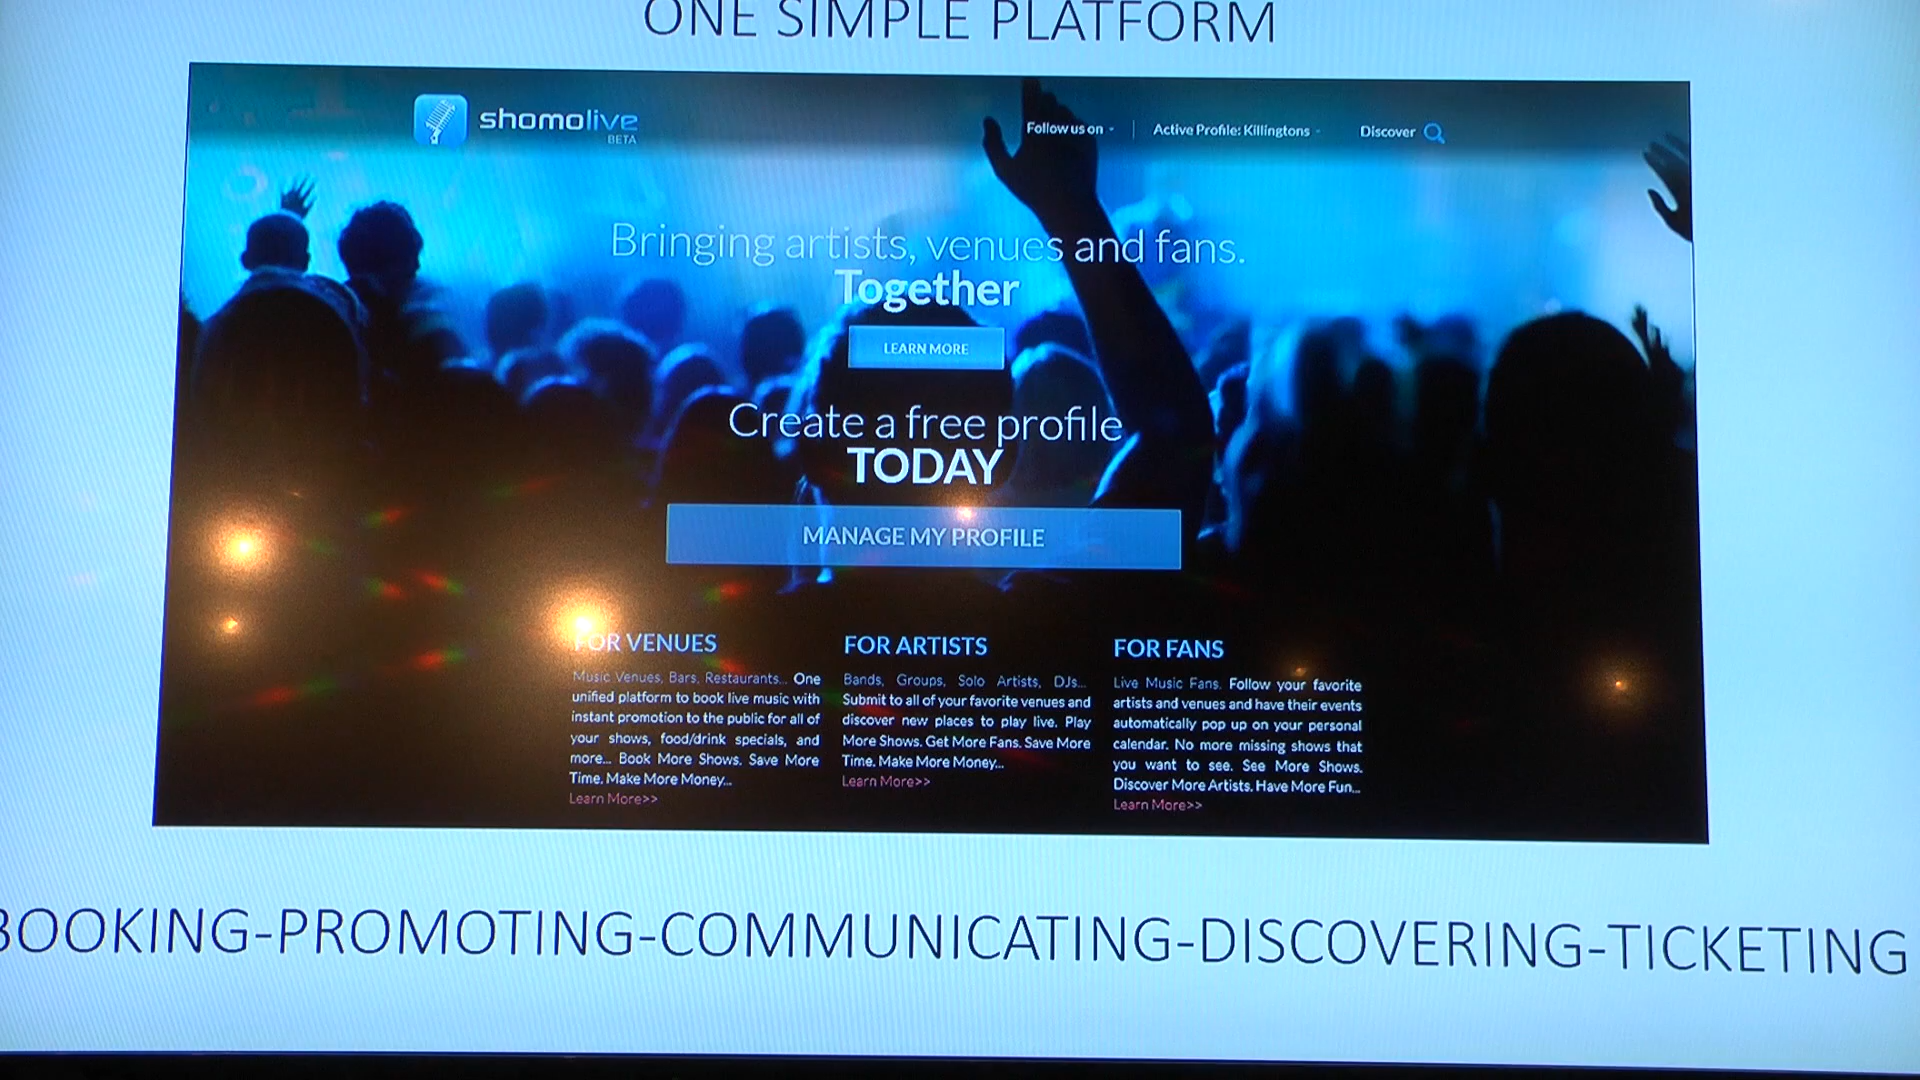 ONE SIMPLE PLATFORM
shomolive
BETA
Follow us on
Active Profile: Killingtons
Discover
Bringing artists, venues and fans.
Together
LEARN MORE
Create a free profile
TODAY
MANAGE MY PROFILE
FOR VENUES
Music Venues, Bars, Restaurants... One
unified platform to book live music with
instant promotion to the public for all of
your shows, food/drink specials, and
more... Book More Shows. Save More
Time. Make More Money...
Learn More>>
FOR ARTISTS
Bands, Groups, Solo Artists, DJs...
Submit to all of your favorite venues and
discover new places to play live. Play
More Shows. Get More Fans. Save More
Time. Make More Money...
Learn More>>
FOR FANS
Live Music Fans. Follow your favorite
artists and venues and have their events
automatically pop up on your personal
calendar. No more missing shows that
you want to see. See More Shows.
Discover More Artists. Have More Fun...
Learn More>>
BOOKING-PROMOTING-COMMUNICATING-DISCOVERING-TICKETING